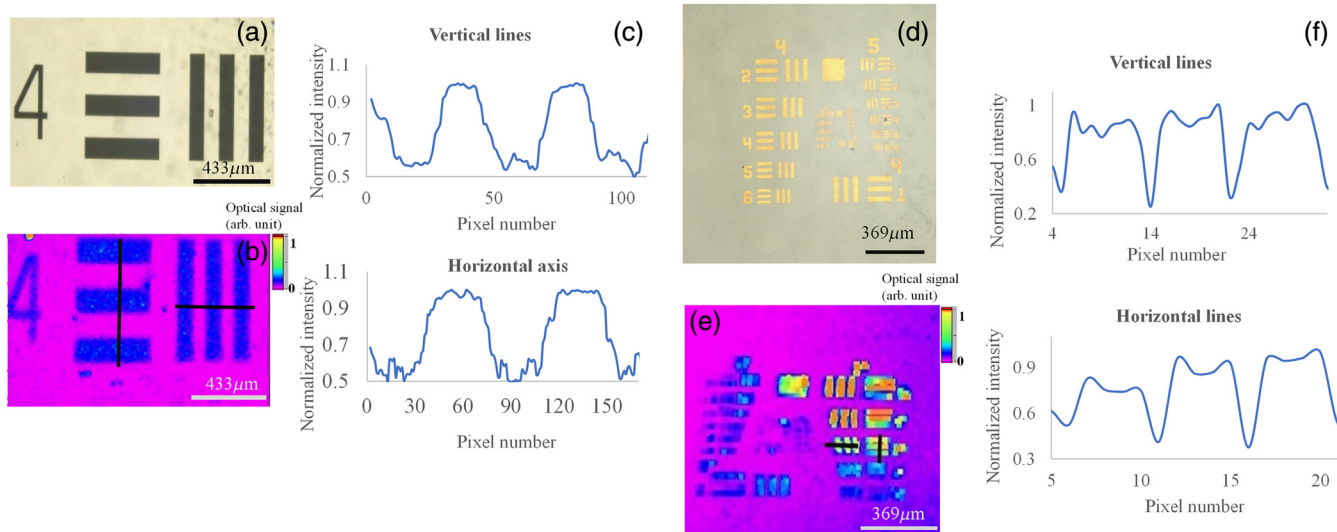 (a)
4
433μm
Optical signal
(arb. unit)
1
0
(b)
433μm
(c)
Vertical lines
Normalized intensity
1.1
0.9
0.7
0.5
0
50
100
Pixel number
Horizontal axis
Normalized intensity
1.1
0.9
0.7
0.5
0
30
60
90
120
150
Pixel number
(d)
4
5
2
3
4
5
6
4
1
369μm
Optical signal
(arb. unit)
1
0
(e)
369μm
(f)
Vertical lines
Normalized intensity
1
0.6
0.2
4
14
24
Pixel number
Horizontal lines
Normalized intensity
0.9
0.6
0.3
5
10
15
20
Pixel number